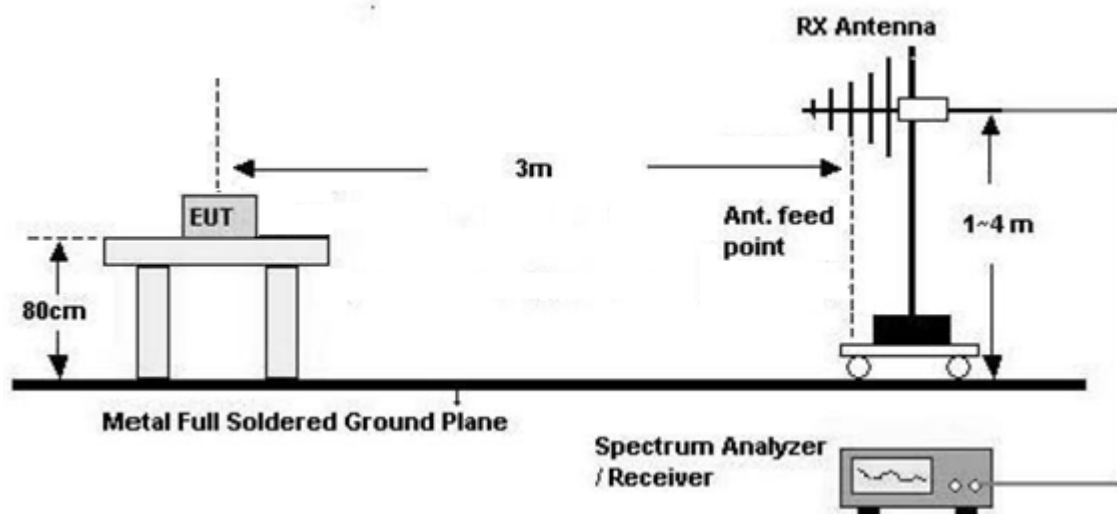 RX Antenna
3m
EUT
Ant. feed
point
1~4 m
80cm
Metal Full Soldered Ground Plane
Spectrum Analyzer
/ Receiver